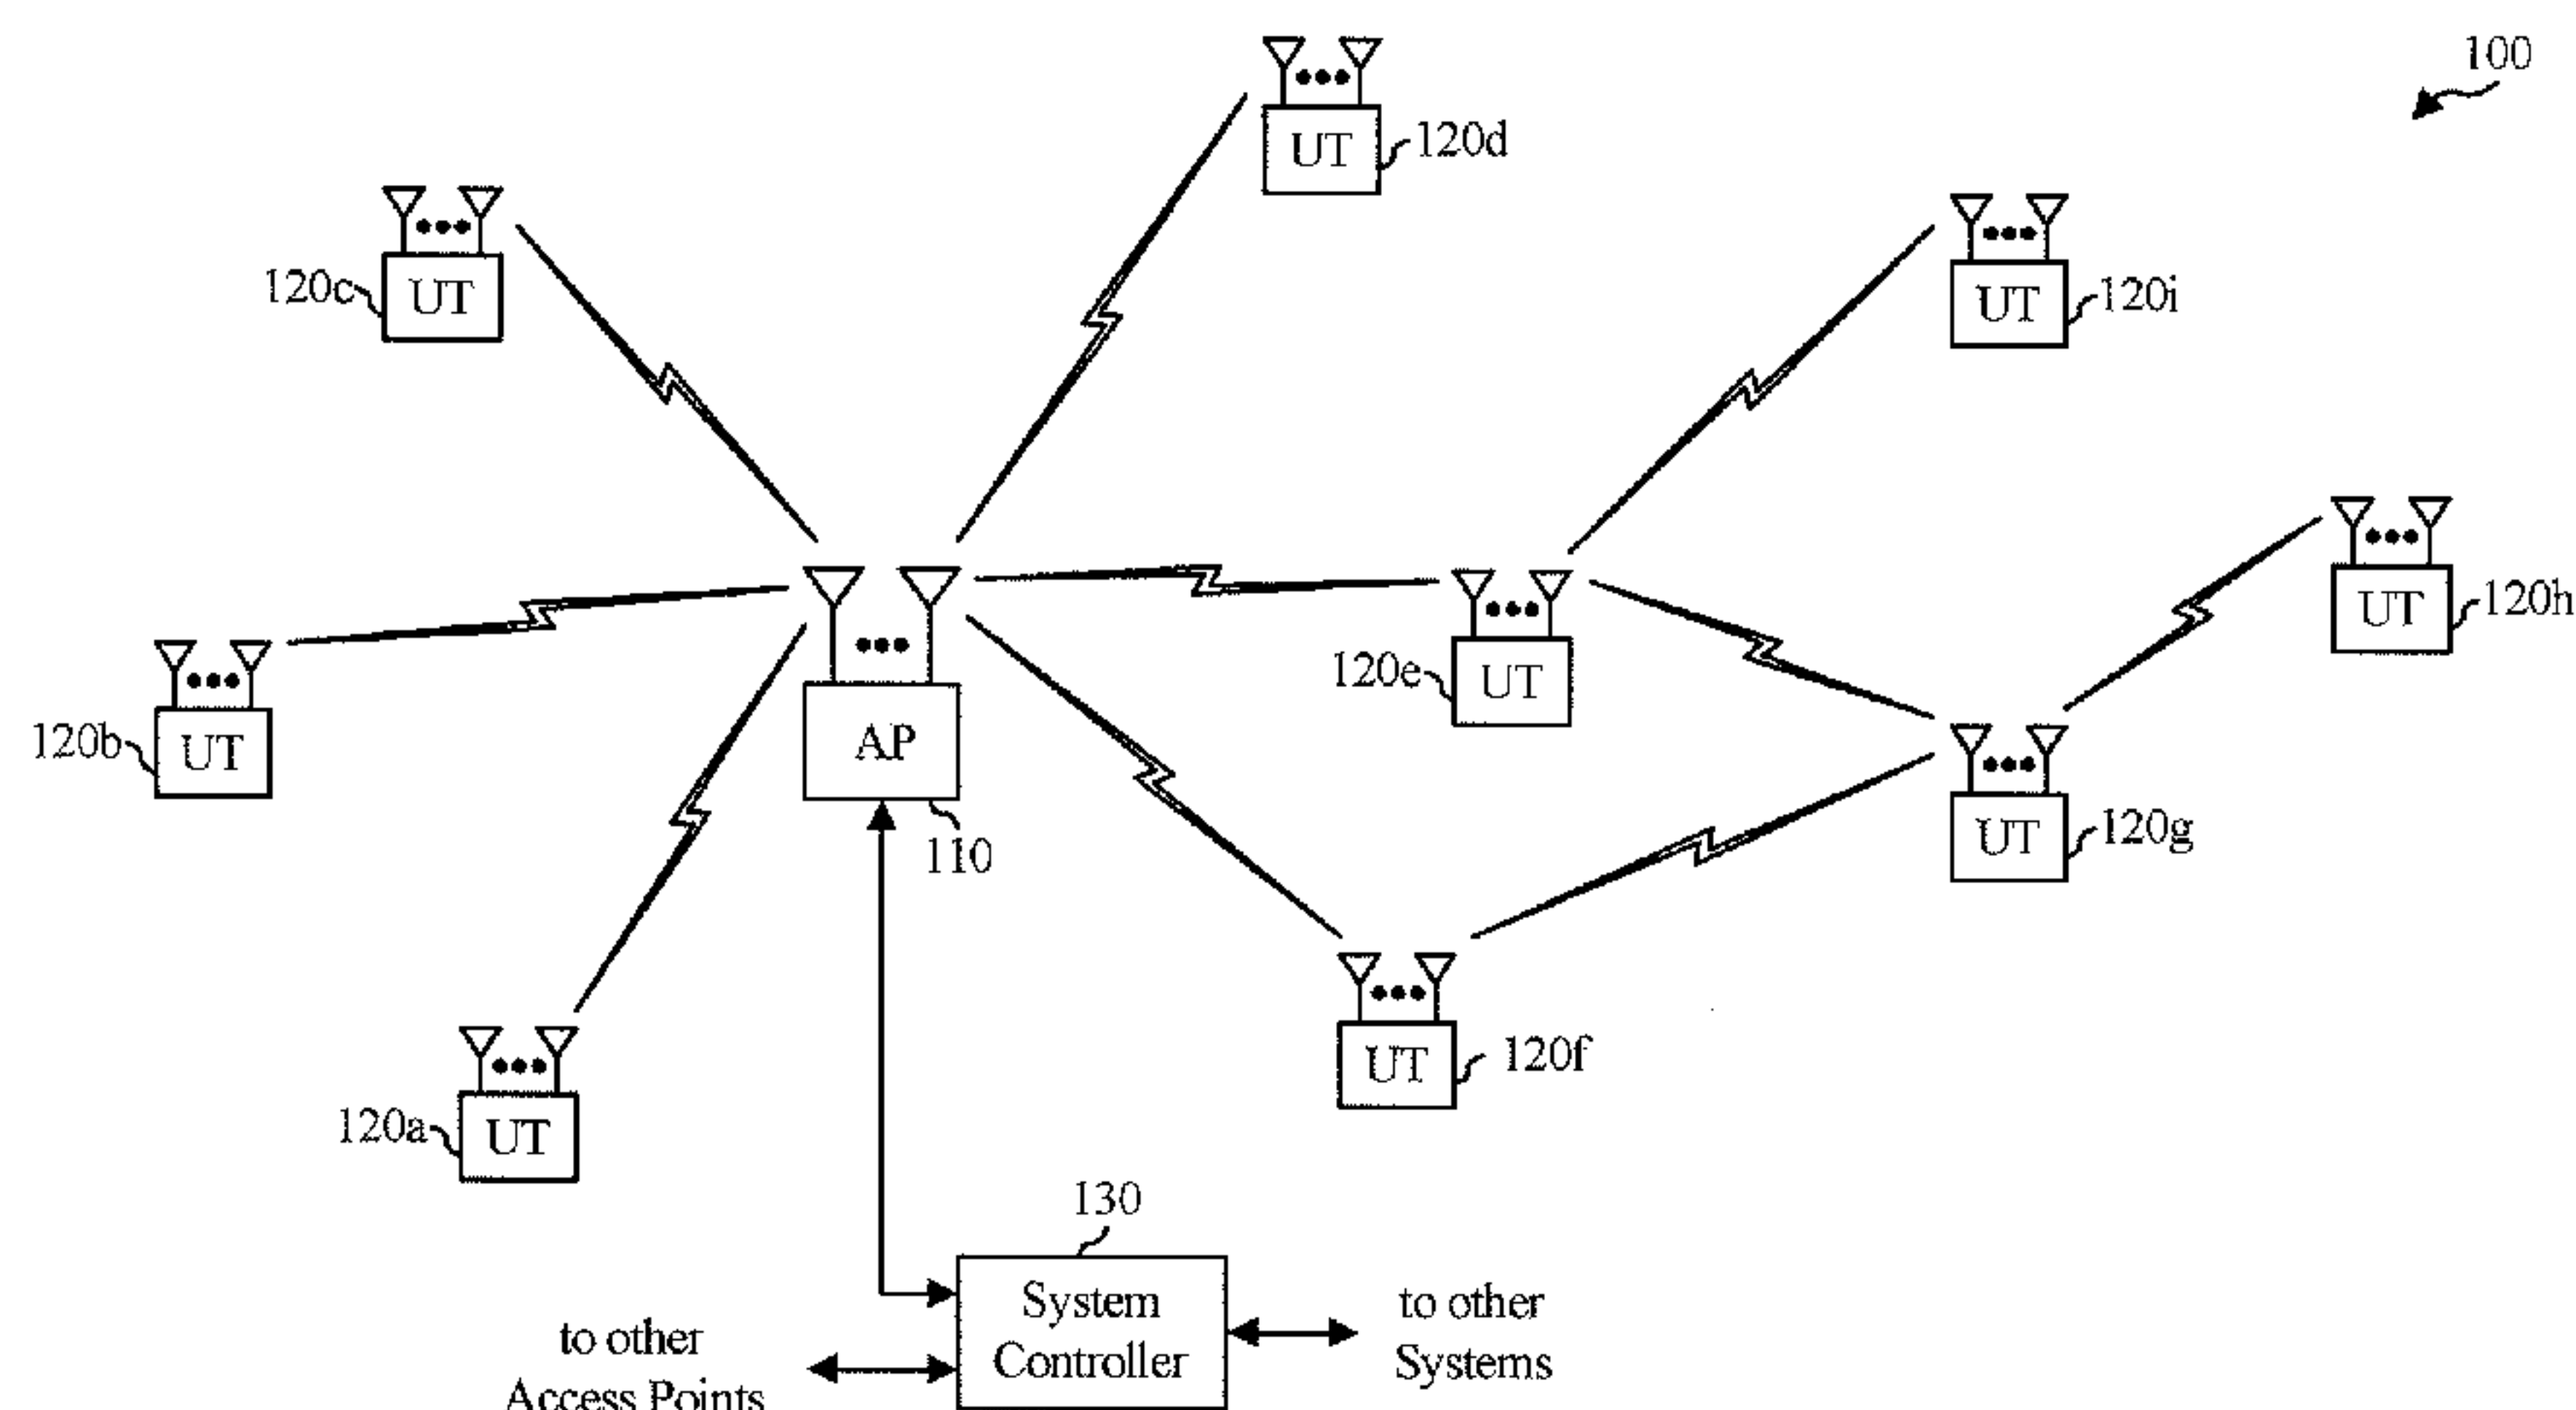 100
UT
120d
UT
120c
UT
120i
UT
120h
UT
120e
UT
120b
AP
110
UT
120g
UT
120f
UT
120a
130
System
Controller
to other
Access Points
to other
Systems